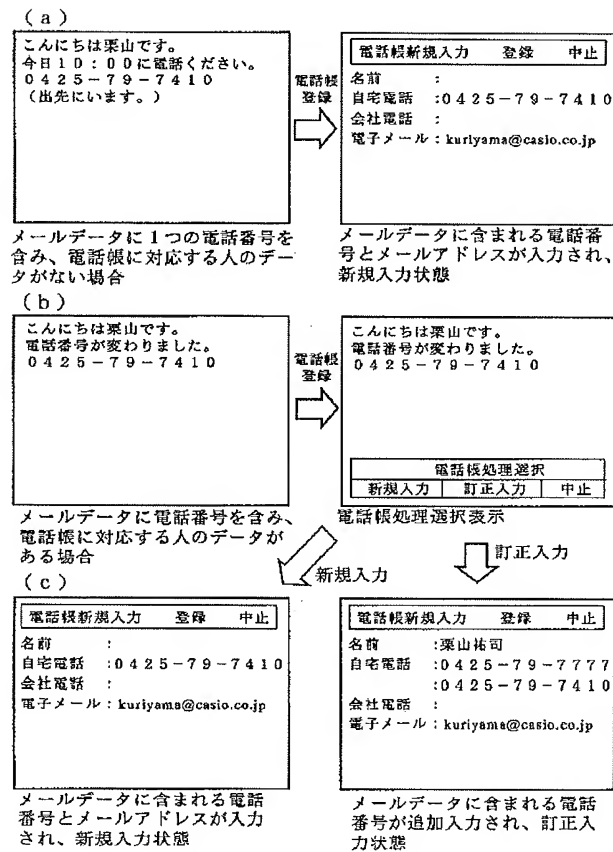 (a)
こんにちは栗山です。
今日10:00に電話ください。
0425-79-7410
(出先にいます。)
電話帳
登録
電話帳新規入力 登録 中止
名前 :
自宅電話 :0425-79-7410
会社電話 :
電子メール:kuriyama@casio.co.jp
メールデータに1つの電話番号を
含み、電話帳に対応する人のデー
タがない場合
メールデータに含まれる電話番
号とメールアドレスが入力され、
新規入力状態
(b)
こんにちは栗山です。
電話番号が変わりました。
0425-79-7410
電話帳
登録
こんにちは栗山です。
電話番号が変わりました。
0425-79-7410
電話帳処理選択
新規入力 訂正入力 中止
メールデータに電話番号を含み、
電話帳に対応する人のデータが
ある場合
電話帳処理選択表示
新規入力
訂正入力
(c)
電話帳新規入力 登録 中止
名前 :
自宅電話 :0425-79-7410
会社電話 :
電子メール:kuriyama@casio.co.jp
電話帳新規入力 登録 中止
名前 :栗山祐司
自宅電話 :0425-79-7777
:0425-79-7410
会社電話 :
電子メール:kuriyama@casio.co.jp
メールデータに含まれる電話
番号とメールアドレスが入力
され、新規入力状態
メールデータに含まれる電話
番号が追加入力され、訂正入
力状態